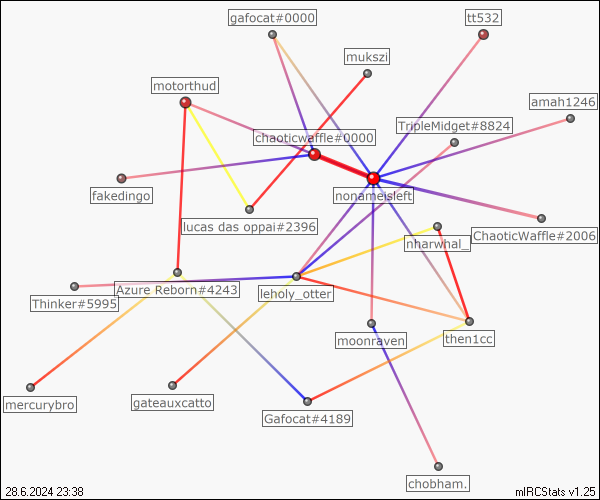 gafocat#0000
tt532
mukszi
motorthud
amah1246
TripleMidget#8824
chaoticwaffle#0000
fakedingo
nonameisleft
lucas das oppai#2396
ChaoticWaffle#2006
nharwhal_
Azure Reborn#4243
leholy_otter
Thinker#5995
then1cc
moonraven
mercurybro
gateauxcatto
Gafocat#4189
chobham.
28.6.2024 23:38
mIRCStats v1.25